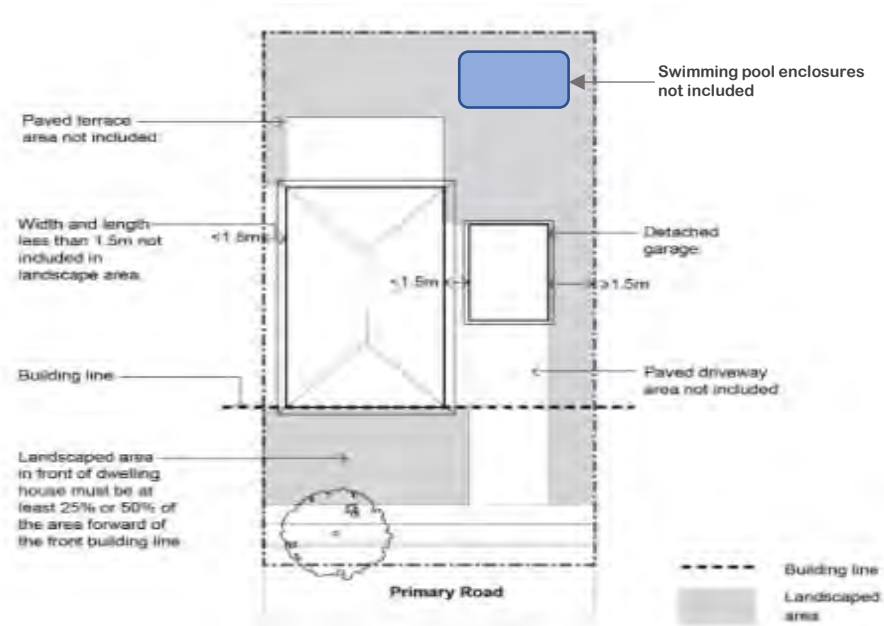 Swimming pool enclosures
not included
Paved terrace
area not included
Width and length
less than 1.5m not
included in
landscape area.
<1.5m
Detached
garage
<1.5m
≥1.5m
Building line
Paved driveway
area not included
Landscaped area
in front of dwelling
house must be at
least 25% or 50% of
the area forward of
the front building line
Primary Road
Building line
Landscaped
area